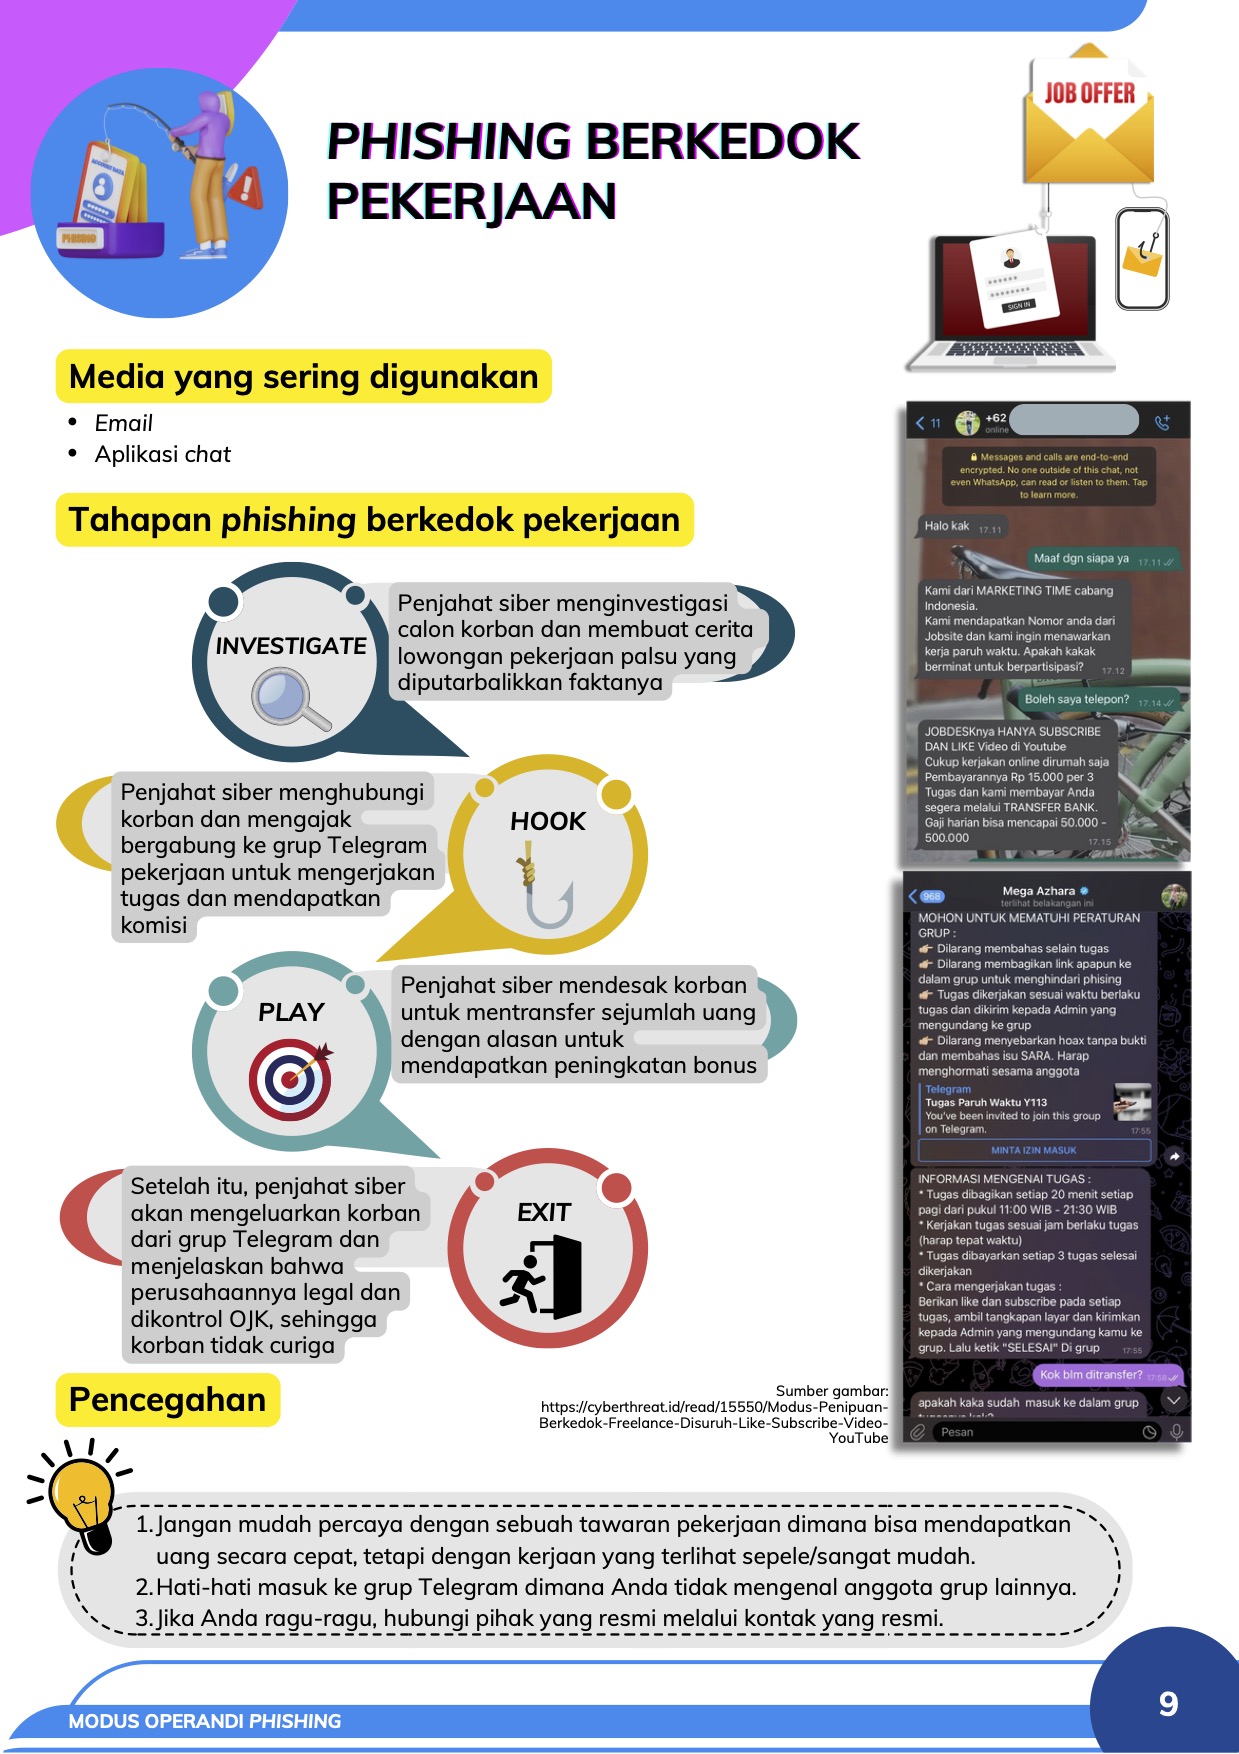 ACCOUNT DATA
PHISING
PHISHING BERKEDOK
PEKERJAAN
JOB OFFER
SIGN IN
Media yang sering digunakan
• Email
• Aplikasi chat
Tahapan phishing berkedok pekerjaan
INVESTIGATE
Penjahat siber menginvestigasi
calon korban dan membuat cerita
lowongan pekerjaan palsu yang
diputarbalikkan faktanya
HOOK
Penjahat siber menghubungi
korban dan mengajak
bergabung ke grup Telegram
pekerjaan untuk mengerjakan
tugas dan mendapatkan
komisi
PLAY
Penjahat siber mendesak korban
untuk mentransfer sejumlah uang
dengan alasan untuk
mendapatkan peningkatan bonus
EXIT
Setelah itu, penjahat siber
akan mengeluarkan korban
dari grup Telegram dan
menjelaskan bahwa
perusahaannya legal dan
dikontrol OJK, sehingga
korban tidak curiga
11
+62
online
Messages and calls are end-to-end
encrypted. No one outside of this chat, not
even WhatsApp, can read or listen to them. Tap
to learn more.
Halo kak 17.11
Maaf dgn siapa ya 17.11
Kami dari MARKETING TIME cabang
Indonesia.
Kami mendapatkan Nomor anda dari
Jobsite dan kami ingin menawarkan
kerja paruh waktu. Apakah kakak
berminat untuk berpartisipasi? 17.12
Boleh saya telepon? 17.14
JOBDESKnya HANYA SUBSCRIBE
DAN LIKE Video di Youtube
Cukup kerjakan online dirumah saja
Pembayarannya Rp 15.000 per 3
Tugas dan kami membayar Anda
segera melalui TRANSFER BANK.
Gaji harian bisa mencapai 50.000 -
500.000 17.15
968
Mega Azhara
terlihat belakangan ini
MOHON UNTUK MEMATUHI PERATURAN
GRUP :
👉 Dilarang membahas selain tugas
👉 Dilarang membagikan link apapun ke
dalam grup untuk menghindari phising
👉 Tugas dikerjakan sesuai waktu berlaku
tugas dan dikirim kepada Admin yang
mengundang ke grup
👉 Dilarang menyebarkan hoax tanpa bukti
dan membahas isu SARA. Harap
menghormati sesama anggota
Telegram
Tugas Paruh Waktu Y113
You've been invited to join this group
on Telegram. 17:55
MINTA IZIN MASUK
INFORMASI MENGENAI TUGAS :
* Tugas dibagikan setiap 20 menit setiap
pagi dari pukul 11:00 WIB - 21:30 WIB
* Kerjakan tugas sesuai jam berlaku tugas
(harap tepat waktu)
* Tugas dibayarkan setiap 3 tugas selesai
dikerjakan
* Cara mengerjakan tugas :
Berikan like dan subscribe pada setiap
tugas, ambil tangkapan layar dan kirimkan
kepada Admin yang mengundang kamu ke
grup. Lalu ketik "SELESAI" Di grup 17:55
Kok blm ditransfer? 17:58
apakah kaka sudah masuk ke dalam grup
tugasnya kak?
Pesan
Sumber gambar:
https://cyberthreat.id/read/15550/Modus-Penipuan-
Berkedok-Freelance-Disuruh-Like-Subscribe-Video-
YouTube
Pencegahan
1.Jangan mudah percaya dengan sebuah tawaran pekerjaan dimana bisa mendapatkan
uang secara cepat, tetapi dengan kerjaan yang terlihat sepele/sangat mudah.
2.Hati-hati masuk ke grup Telegram dimana Anda tidak mengenal anggota grup lainnya.
3.Jika Anda ragu-ragu, hubungi pihak yang resmi melalui kontak yang resmi.
MODUS OPERANDI PHISHING
9